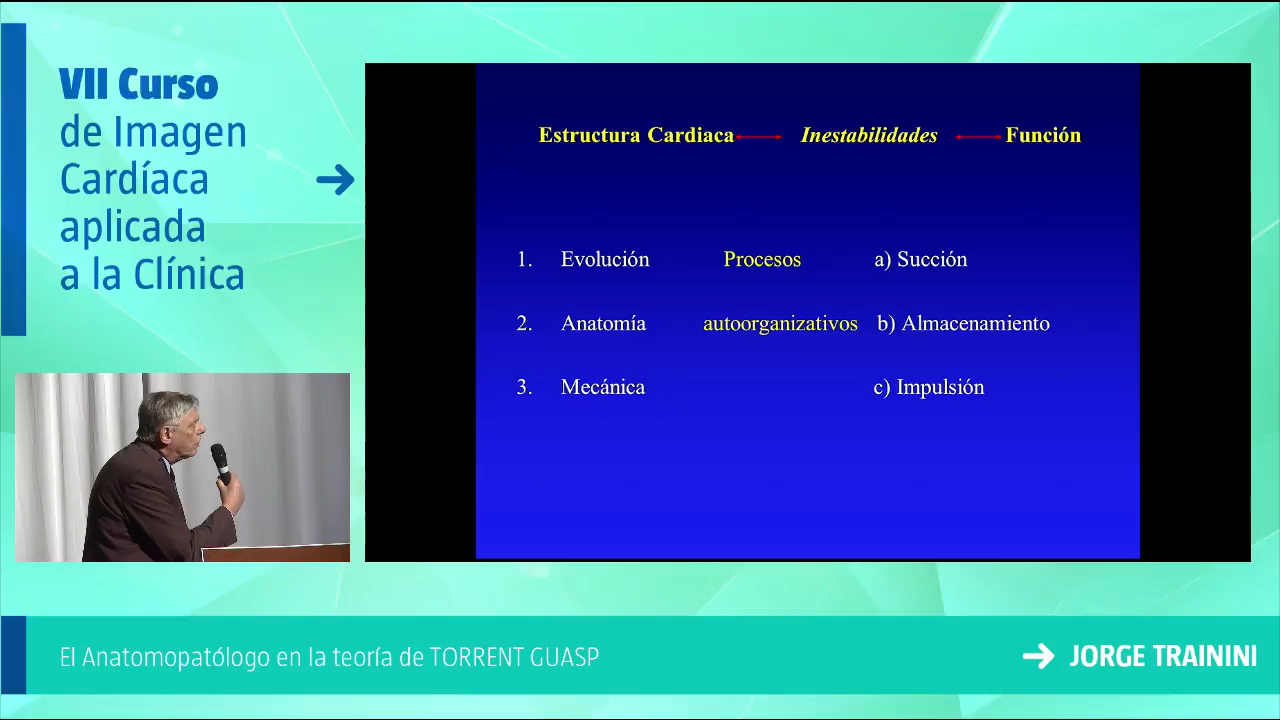 VII Curso
de Imagen
Cardíaca
aplicada
a la Clínica
Estructura Cardiaca Inestabilidades Función
1. Evolución Procesos a) Succión
2. Anatomía autoorganizativos b) Almacenamiento
3. Mecánica c) Impulsión
El Anatomopatólogo en la teoría de TORRENT GUASP
JORGE TRAININI